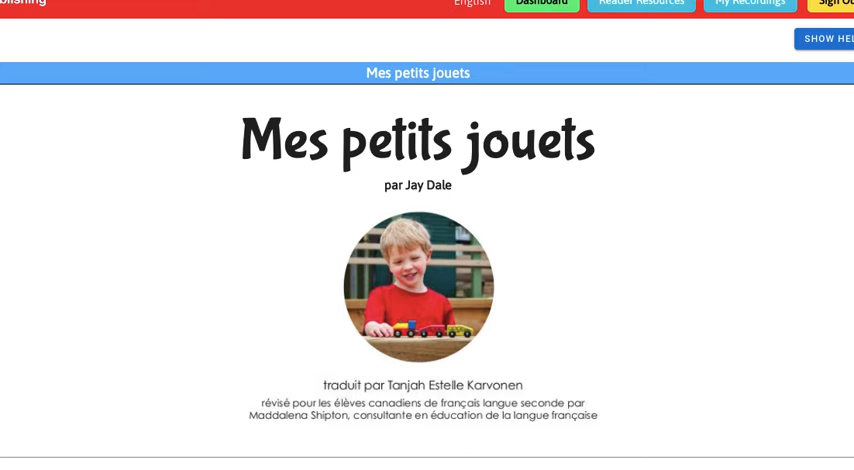 English Dashboard Reader Resources My Recordings
Mes petits jouets
Mes petits jouets
par Jay Dale
traduit par Tanjah Estelle Karvonen
révisé pour les élèves canadiens de français langue seconde par
Maddalena Shipton, consultante en éducation de la langue française